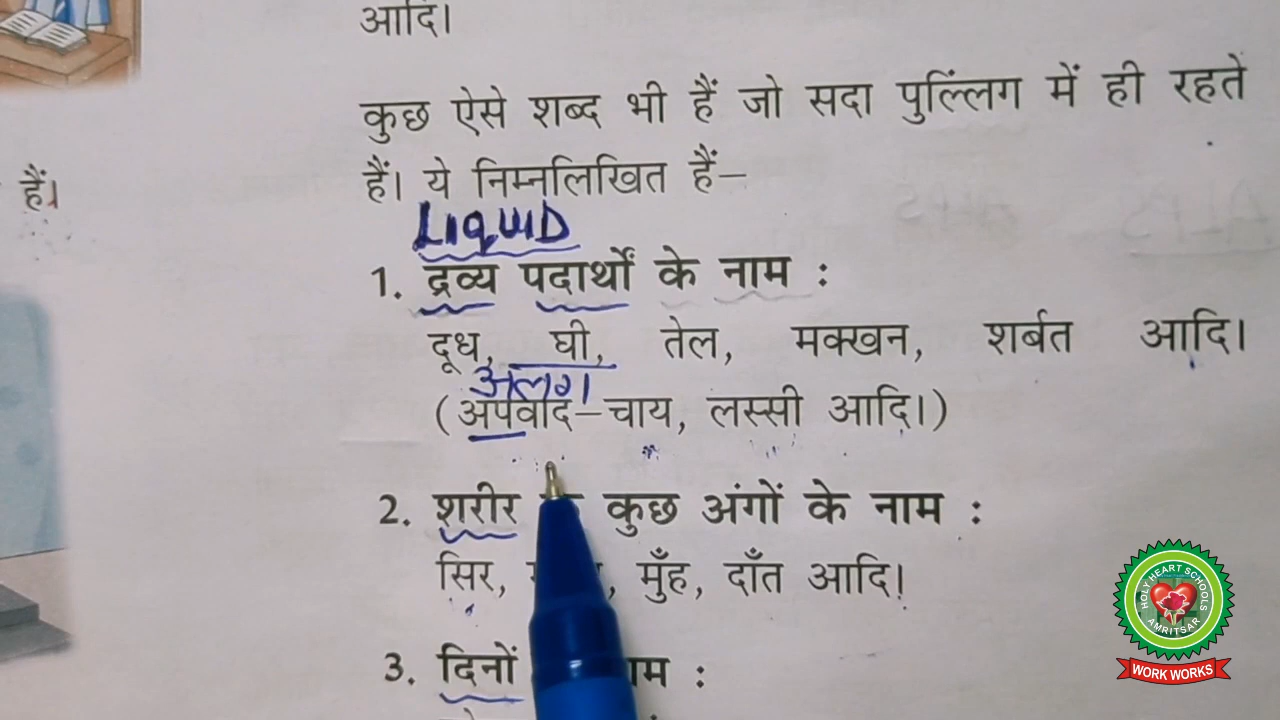 आदि।
कुछ ऐसे शब्द भी हैं जो सदा पुल्लिंग में ही रहते
हैं।
हैं। ये निम्नलिखित हैं–
LIQUID
1. द्रव्य पदार्थों के नाम :
दूध, घी, तेल, मक्खन, शर्बत आदि।
अलग
(अपवाद–चाय, लस्सी आदि।)
2. शरीर कुछ अंगों के नाम :
सिर, मुँह, दाँत आदि।
3. दिनों :
HOLY HEART SCHOOLS
AMRITSAR
WORK WORKS